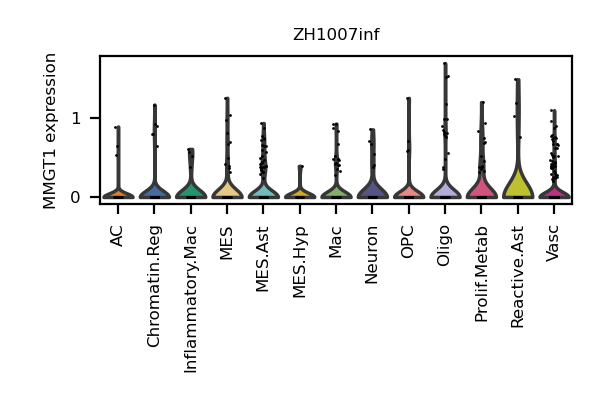 ZH1007inf
MMGT1 expression
1
0
AC
Chromatin.Reg
Inflammatory.Mac
MES
MES.Ast
MES.Hyp
Mac
Neuron
OPC
Oligo
Prolif.Metab
Reactive.Ast
Vasc